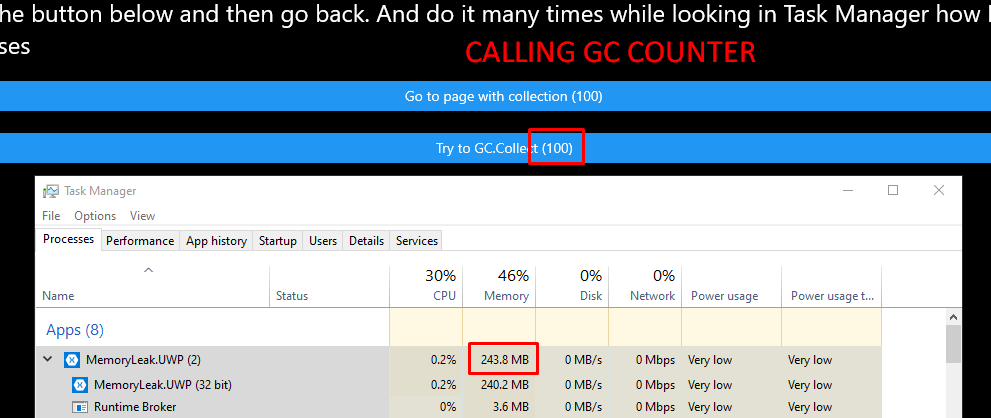 he button below and then go back. And do it many times while looking in Task Manager how
ses
CALLING GC COUNTER
Go to page with collection (100)
Try to GC.Collect (100)
Task Manager
File Options View
Processes Performance App history Startup Users Details Services
30% 46% 0% 0%
Name Status CPU Memory Disk Network Power usage Power usage t...
Apps (8)
MemoryLeak.UWP (2) 0.2% 243.8 MB 0 MB/s 0 Mbps Very low Very low
MemoryLeak.UWP (32 bit) 0.2% 240.2 MB 0 MB/s 0 Mbps Very low Very low
Runtime Broker 0% 3.6 MB 0 MB/s 0 Mbps Very low Very low